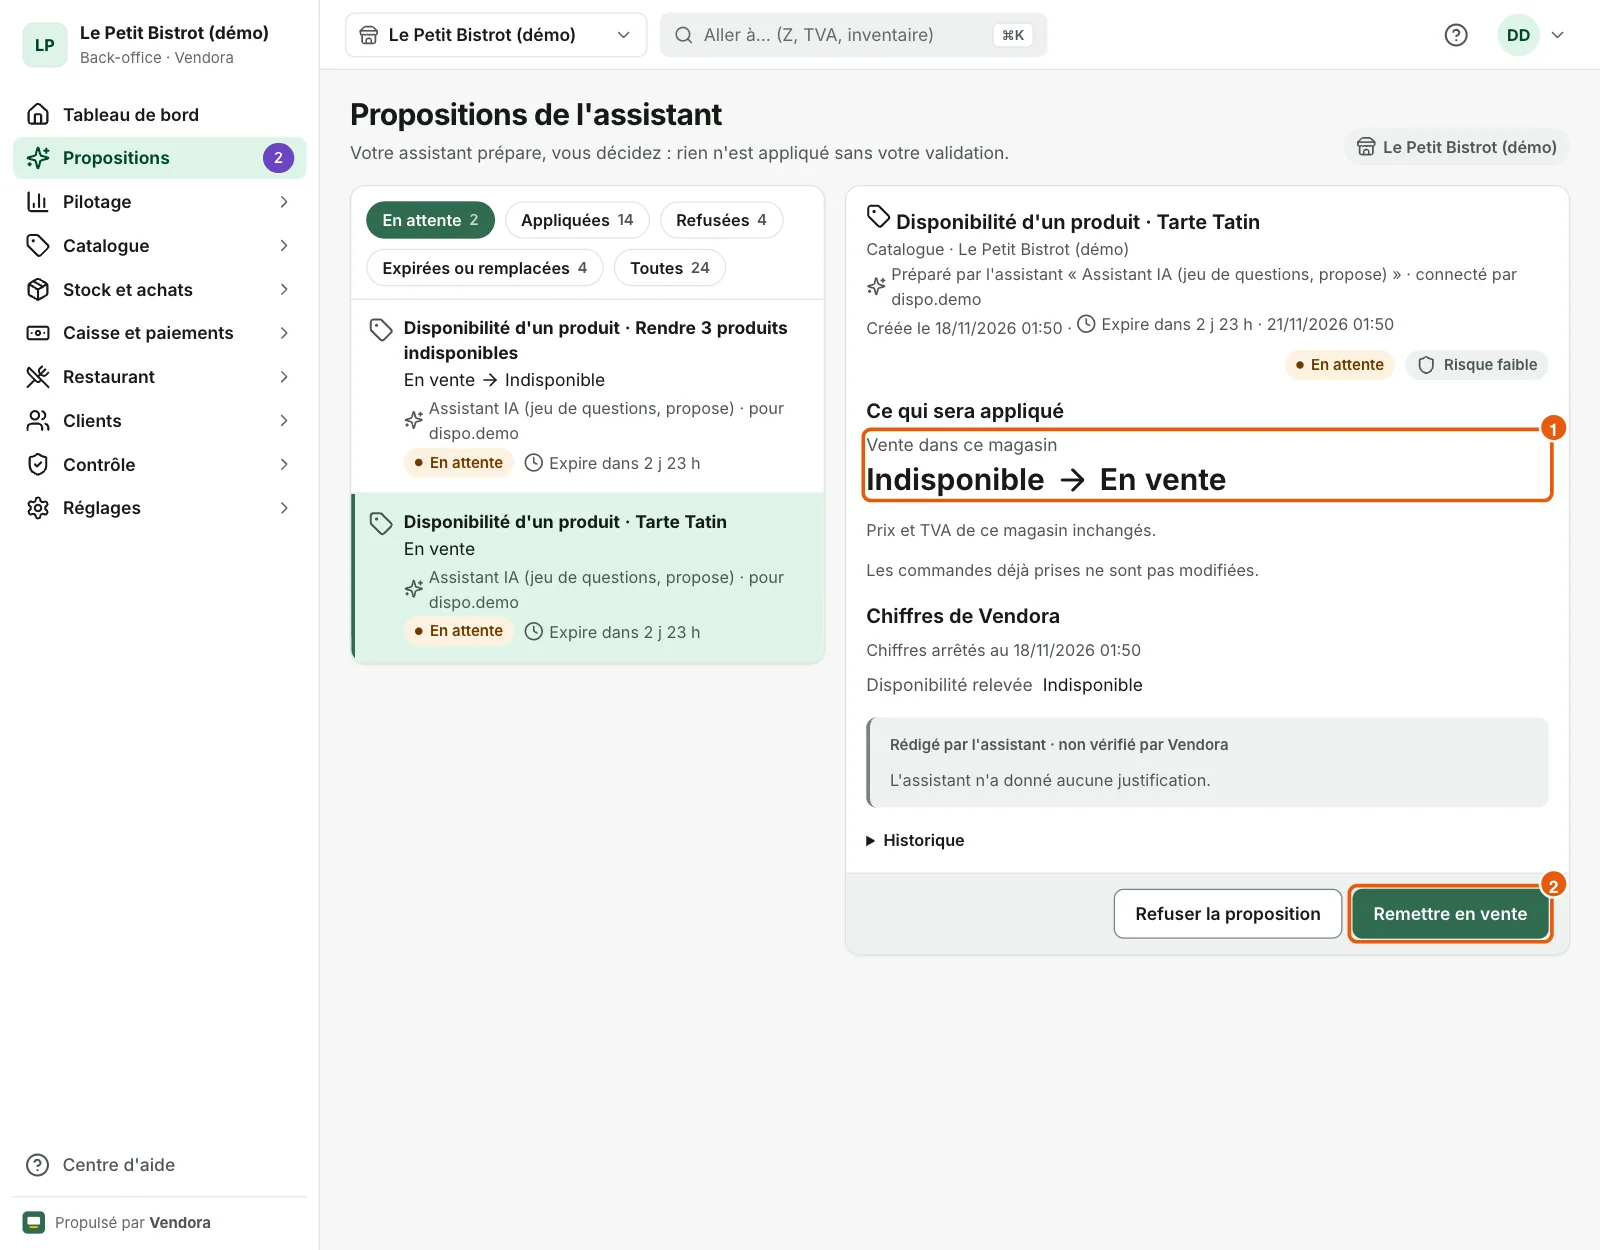 LP
Le Petit Bistrot (démo)
Back-office · Vendora
Le Petit Bistrot (démo)
Aller à... (Z, TVA, inventaire)
⌘K
DD
Tableau de bord
Propositions
2
Pilotage
Catalogue
Stock et achats
Caisse et paiements
Restaurant
Clients
Contrôle
Réglages
Centre d'aide
Propulsé par Vendora
Propositions de l'assistant
Votre assistant prépare, vous décidez : rien n'est appliqué sans votre validation.
Le Petit Bistrot (démo)
En attente 2
Appliquées 14
Refusées 4
Expirées ou remplacées 4
Toutes 24
Disponibilité d'un produit · Rendre 3 produits
indisponibles
En vente → Indisponible
Assistant IA (jeu de questions, propose) · pour
dispo.demo
En attente
Expire dans 2 j 23 h
Disponibilité d'un produit · Tarte Tatin
En vente
Assistant IA (jeu de questions, propose) · pour
dispo.demo
En attente
Expire dans 2 j 23 h
Disponibilité d'un produit · Tarte Tatin
Catalogue · Le Petit Bistrot (démo)
Préparé par l'assistant « Assistant IA (jeu de questions, propose) » · connecté par
dispo.demo
Créée le 18/11/2026 01:50 · Expire dans 2 j 23 h · 21/11/2026 01:50
En attente
Risque faible
Ce qui sera appliqué
1
Vente dans ce magasin
Indisponible → En vente
Prix et TVA de ce magasin inchangés.
Les commandes déjà prises ne sont pas modifiées.
Chiffres de Vendora
Chiffres arrêtés au 18/11/2026 01:50
Disponibilité relevée Indisponible
Rédigé par l'assistant · non vérifié par Vendora
L'assistant n'a donné aucune justification.
Historique
2
Refuser la proposition
Remettre en vente